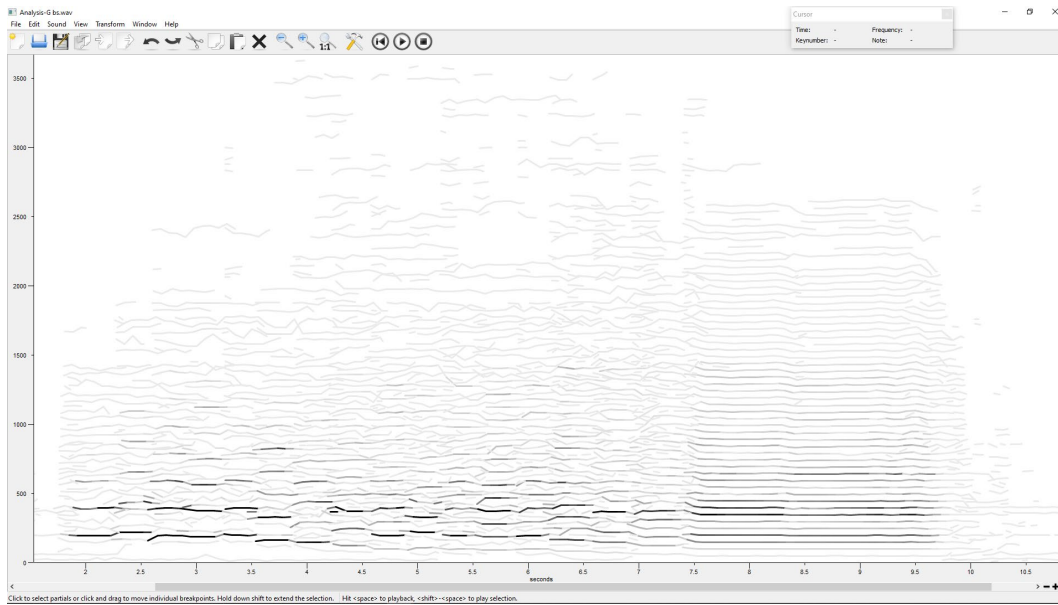 Analysis-G bs.wav
File Edit Sound View Transform Window Help
1:1
Cursor
Time: - Frequency: -
Keynumber: - Note: -
3500
3000
2500
2000
1500
1000
500
0
2 2.5 3 3.5 4 4.5 5 5.5 6 6.5 7 7.5 8 8.5 9 9.5 10 10.5
seconds
Click to select partials or click and drag to move individual breakpoints. Hold down shift to extend the selection. Hit <space> to playback, <shift>-<space> to play selection.